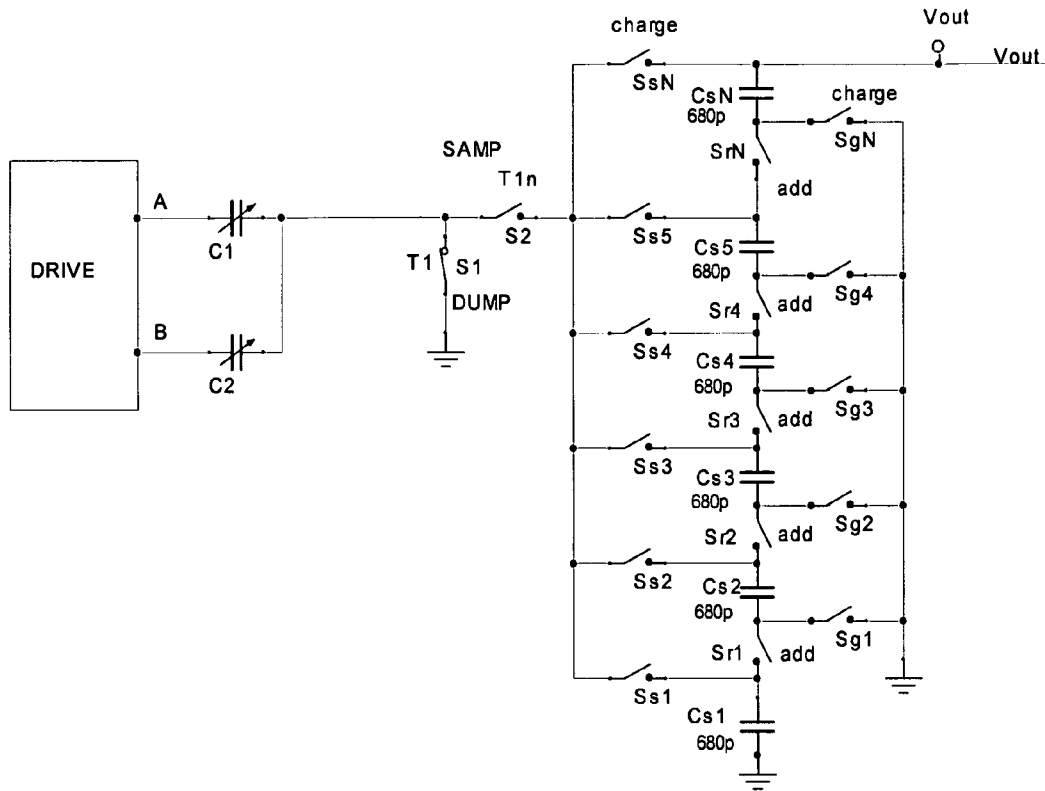 Vout
charge
Vout
SsN
CsN
680p
charge
SgN
SrN
SAMP
add
T1n
A
S2
Ss5
C1
Cs5
680p
T1
S1
Sg4
DRIVE
DUMP
Sr4
add
B
Ss4
Cs4
680p
C2
Sg3
Sr3
add
Ss3
Cs3
680p
Sg2
Sr2
add
Ss2
Cs2
680p
Sg1
Sr1
add
Ss1
Cs1
680p